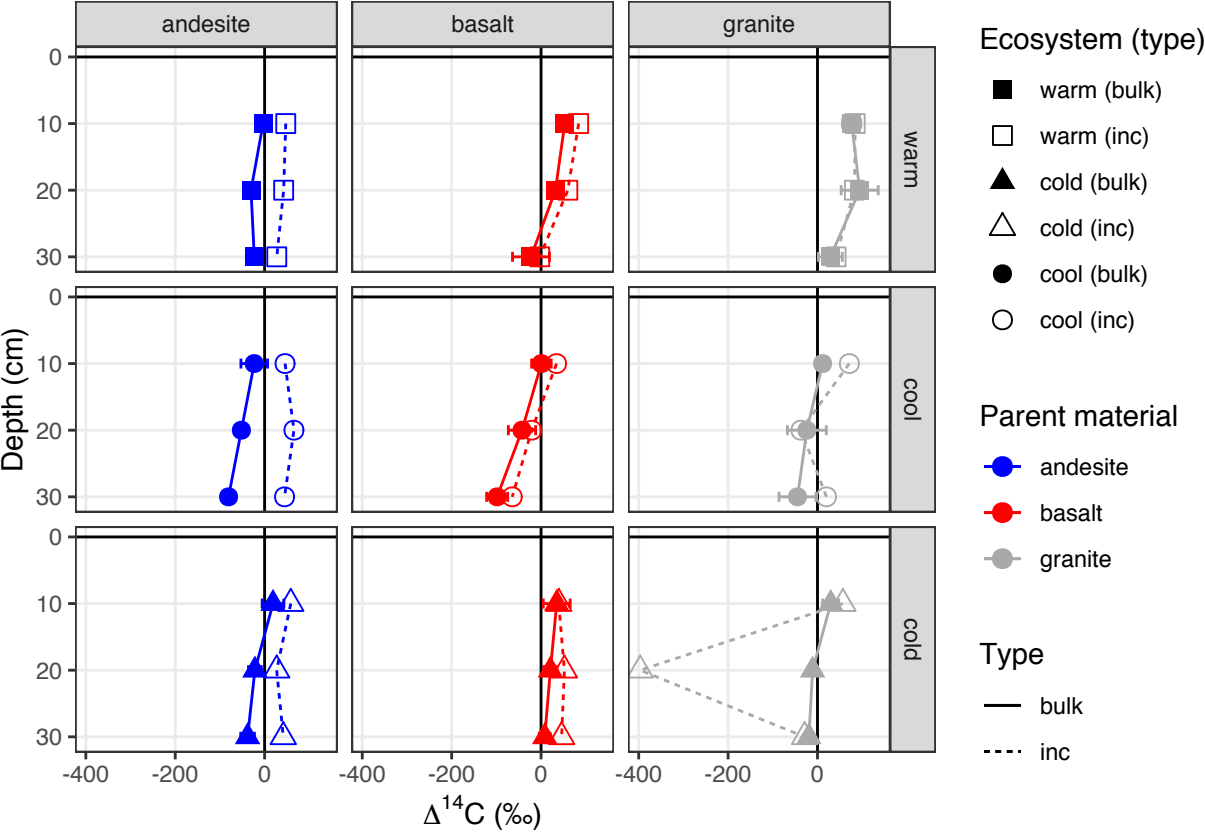 andesite basalt granite
0
10
20
30
warm
0
10
20
30
cool
0
10
20
30
cold
-400 -200 0 -400 -200 0 -400 -200 0
Δ¹⁴C (‰)
Depth (cm)
Ecosystem (type)
warm (bulk)
warm (inc)
cold (bulk)
cold (inc)
cool (bulk)
cool (inc)
Parent material
andesite
basalt
granite
Type
bulk
inc